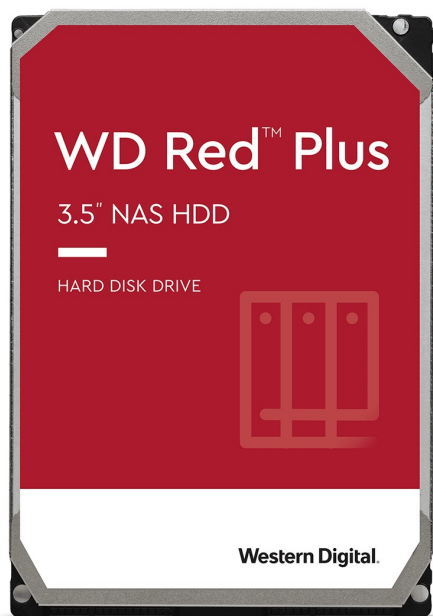 WD Red™ Plus
3.5" NAS HDD
HARD DISK DRIVE
Western Digital.